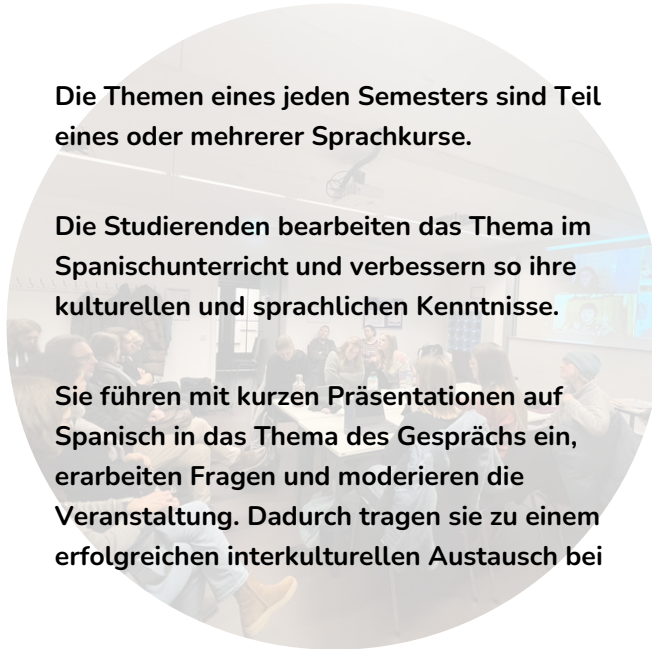 Die Themen eines jeden Semesters sind Teil
eines oder mehrerer Sprachkurse.
Die Studierenden bearbeiten das Thema im
Spanischunterricht und verbessern so ihre
kulturellen und sprachlichen Kenntnisse.
Sie führen mit kurzen Präsentationen auf
Spanisch in das Thema des Gesprächs ein,
erarbeiten Fragen und moderieren die
Veranstaltung. Dadurch tragen sie zu einem
erfolgreichen interkulturellen Austausch bei